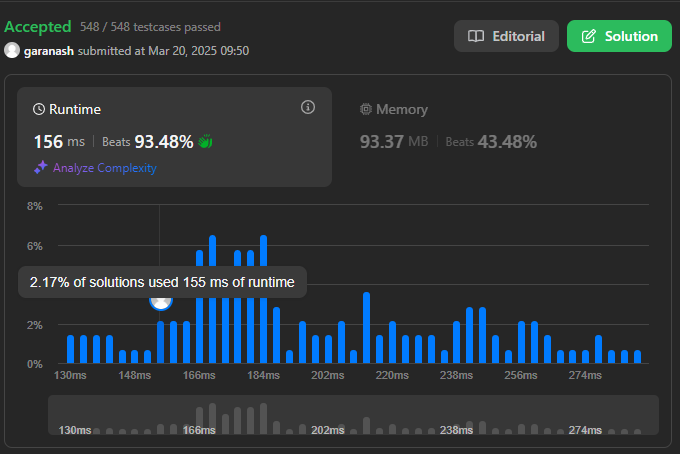 Accepted 548 / 548 testcases passed
garanash submitted at Mar 20, 2025 09:50
Editorial
Solution
Runtime
156 ms | Beats 93.48%
Analyze Complexity
Memory
93.37 MB | Beats 43.48%
8%
6%
2.17% of solutions used 155 ms of runtime
2%
0%
130ms 148ms 166ms 184ms 202ms 220ms 238ms 256ms 274ms
130ms 166ms 202ms 238ms 274ms